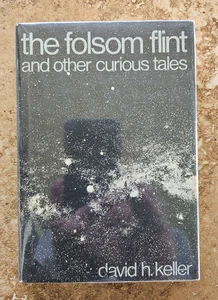 the folsom flint
and other curious tales
david h. keller